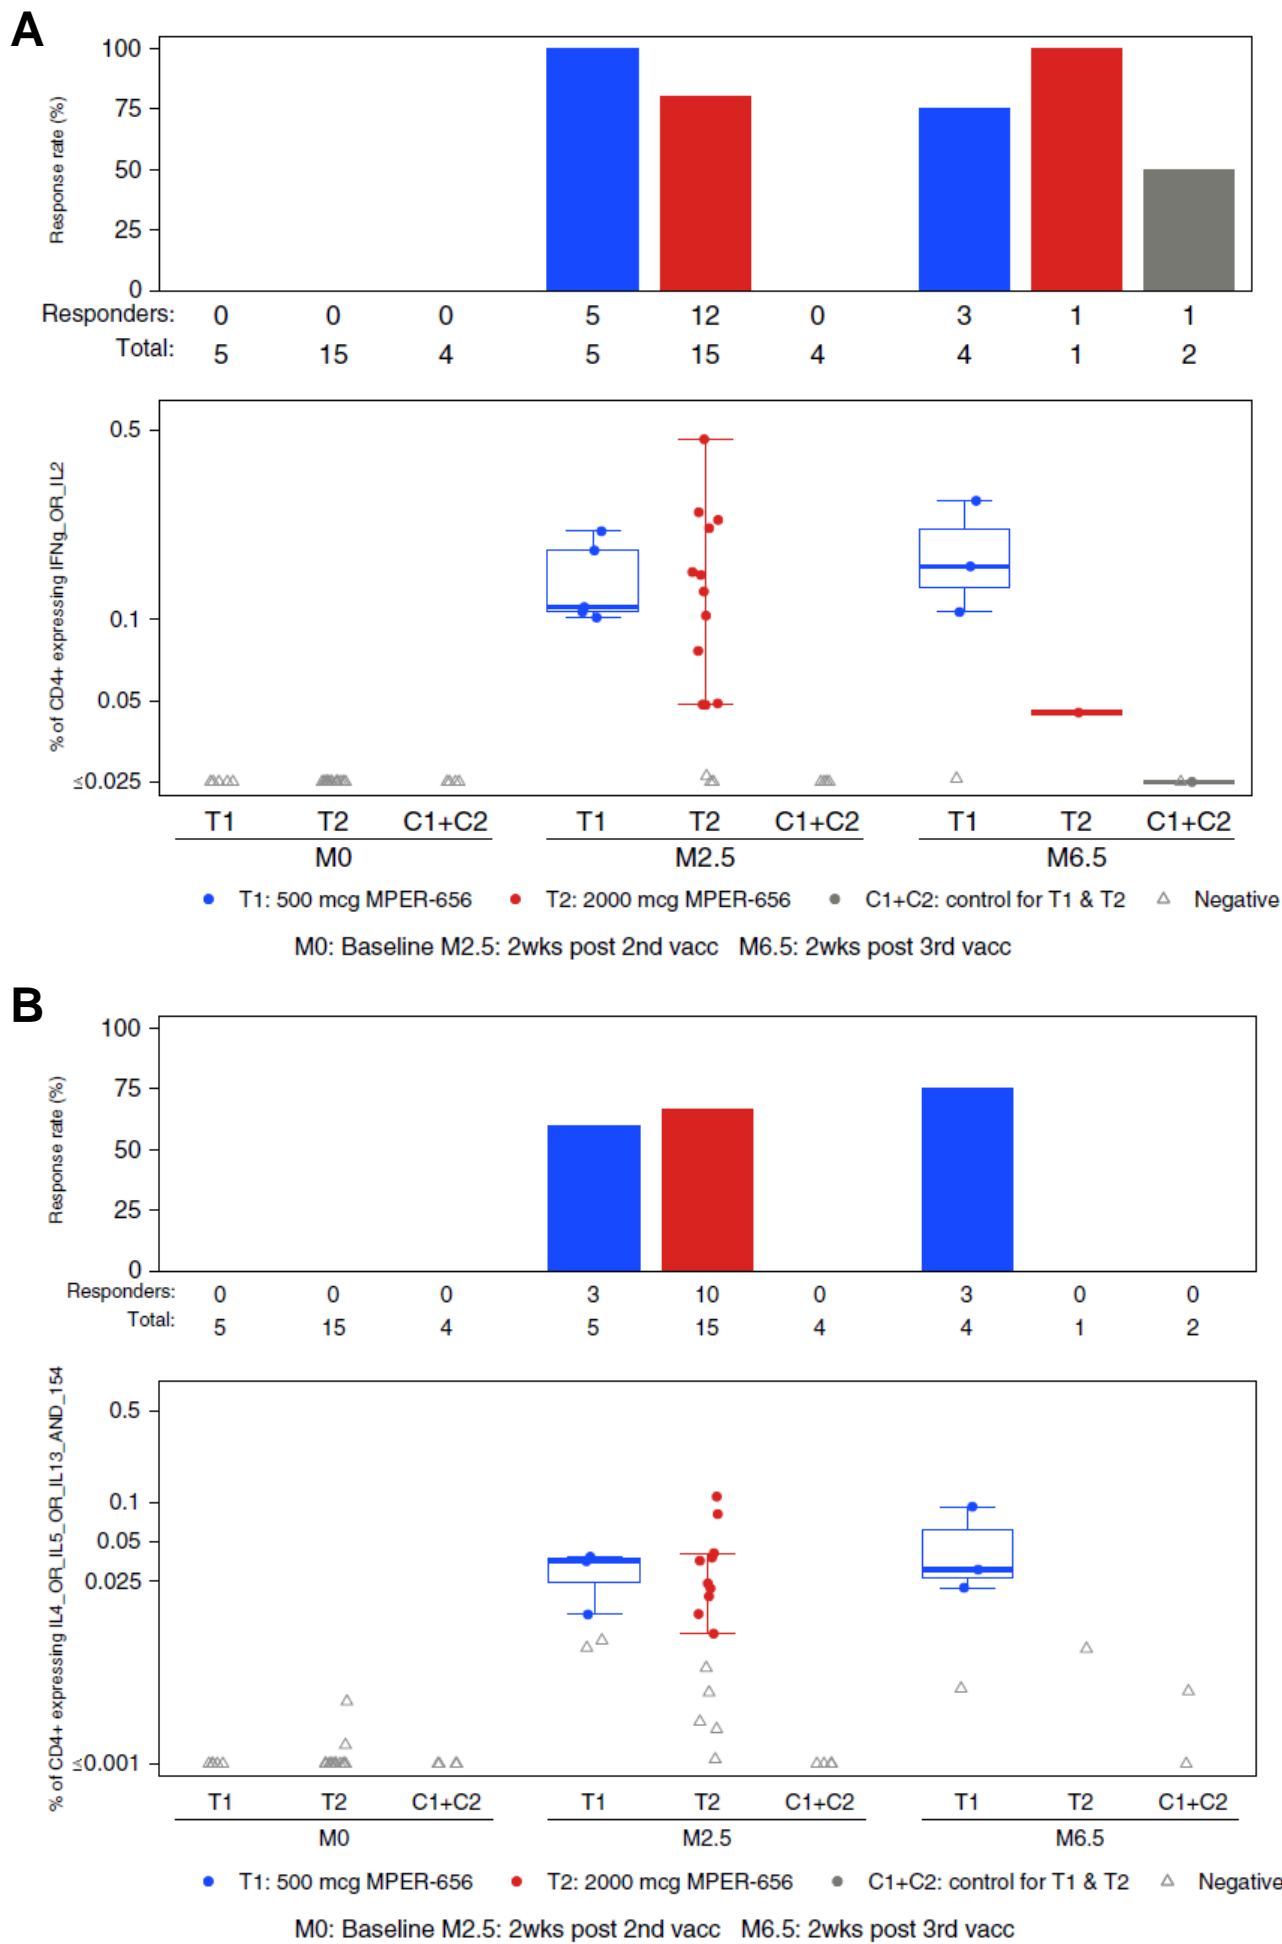 A
Response rate (%)
100
75
50
25
0
Responders: 0 0 0 5 12 0 3 1 1
Total: 5 15 4 5 15 4 4 1 2
% of CD4+ expressing IFNg_OR_IL2
0.5
0.1
0.05
≤0.025
T1 T2 C1+C2 T1 T2 C1+C2 T1 T2 C1+C2
M0 M2.5 M6.5
T1: 500 mcg MPER-656 T2: 2000 mcg MPER-656 C1+C2: control for T1 & T2 Negative
M0: Baseline M2.5: 2wks post 2nd vacc M6.5: 2wks post 3rd vacc
B
Response rate (%)
100
75
50
25
0
Responders: 0 0 0 3 10 0 3 0 0
Total: 5 15 4 5 15 4 4 1 2
% of CD4+ expressing IL4_OR_IL5_OR_IL13_AND_154
0.5
0.1
0.05
0.025
≤0.001
T1 T2 C1+C2 T1 T2 C1+C2 T1 T2 C1+C2
M0 M2.5 M6.5
T1: 500 mcg MPER-656 T2: 2000 mcg MPER-656 C1+C2: control for T1 & T2 Negative
M0: Baseline M2.5: 2wks post 2nd vacc M6.5: 2wks post 3rd vacc